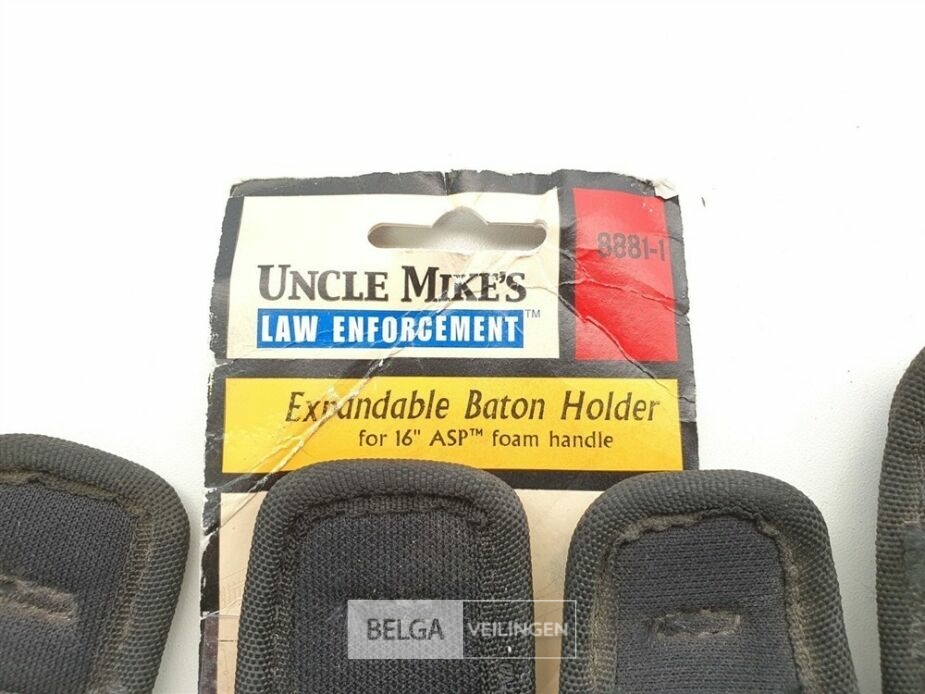 8881-1
UNCLE MIKE'S
LAW ENFORCEMENT™
Expandable Baton Holder
for 16" ASP™ foam handle
BELGA VEILINGEN